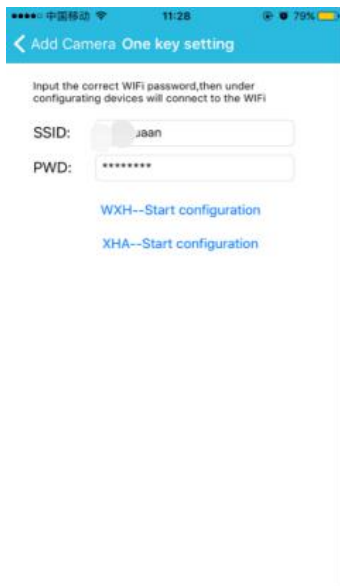 中国移动 11:28 79%
Add Camera One key setting
Input the correct WIFi password,then under
configurating devices will connect to the WIFi
SSID: uaan
PWD: ********
WXH--Start configuration
XHA--Start configuration